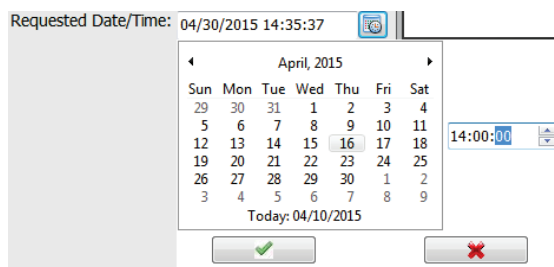 Requested Date/Time: 04/30/2015 14:35:37
April, 2015
Sun Mon Tue Wed Thu Fri Sat
29 30 31 1 2 3 4
5 6 7 8 9 10 11
12 13 14 15 16 17 18
14:00:00
19 20 21 22 23 24 25
26 27 28 29 30 1 2
3 4 5 6 7 8 9
Today: 04/10/2015